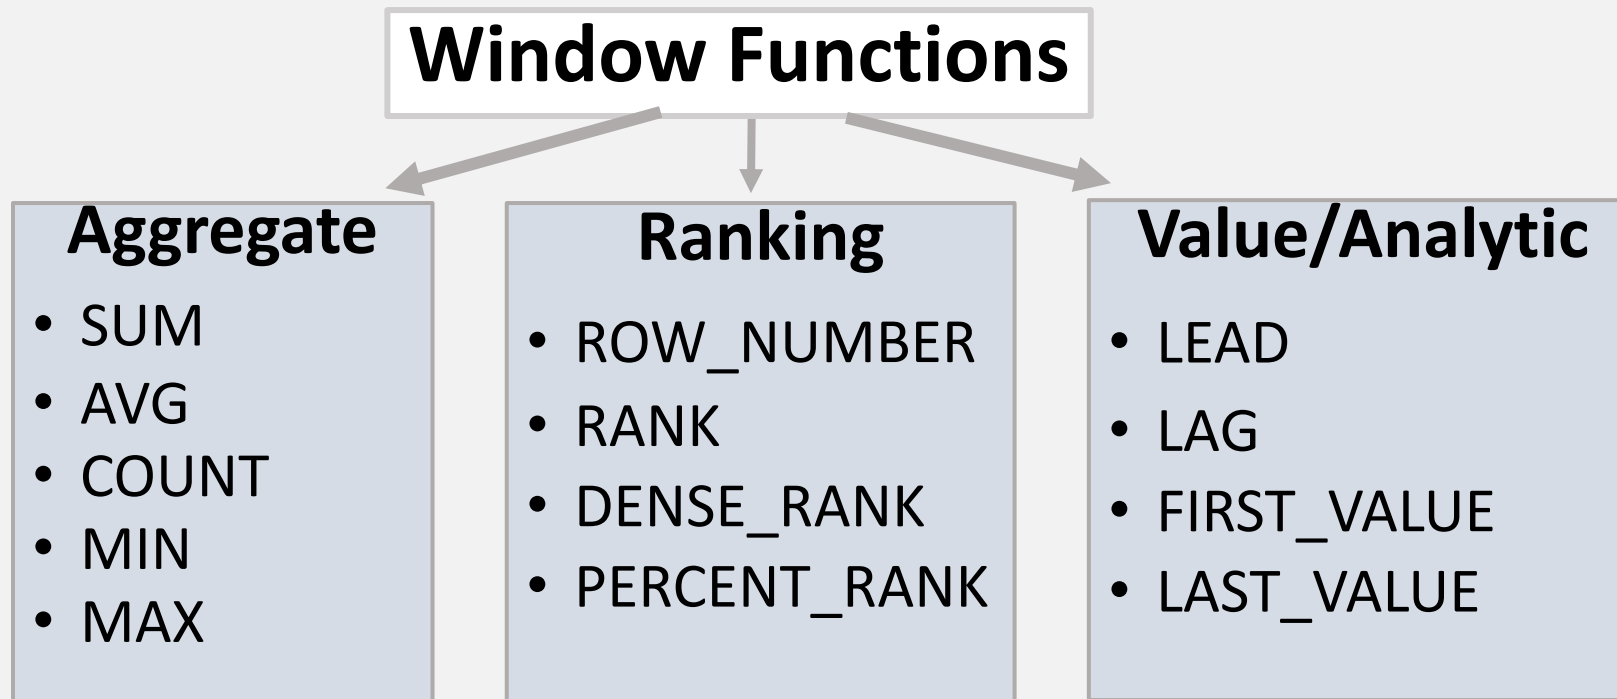 Window Functions
Aggregate
• SUM
• AVG
• COUNT
• MIN
• MAX
Ranking
• ROW_NUMBER
• RANK
• DENSE_RANK
• PERCENT_RANK
Value/Analytic
• LEAD
• LAG
• FIRST_VALUE
• LAST_VALUE